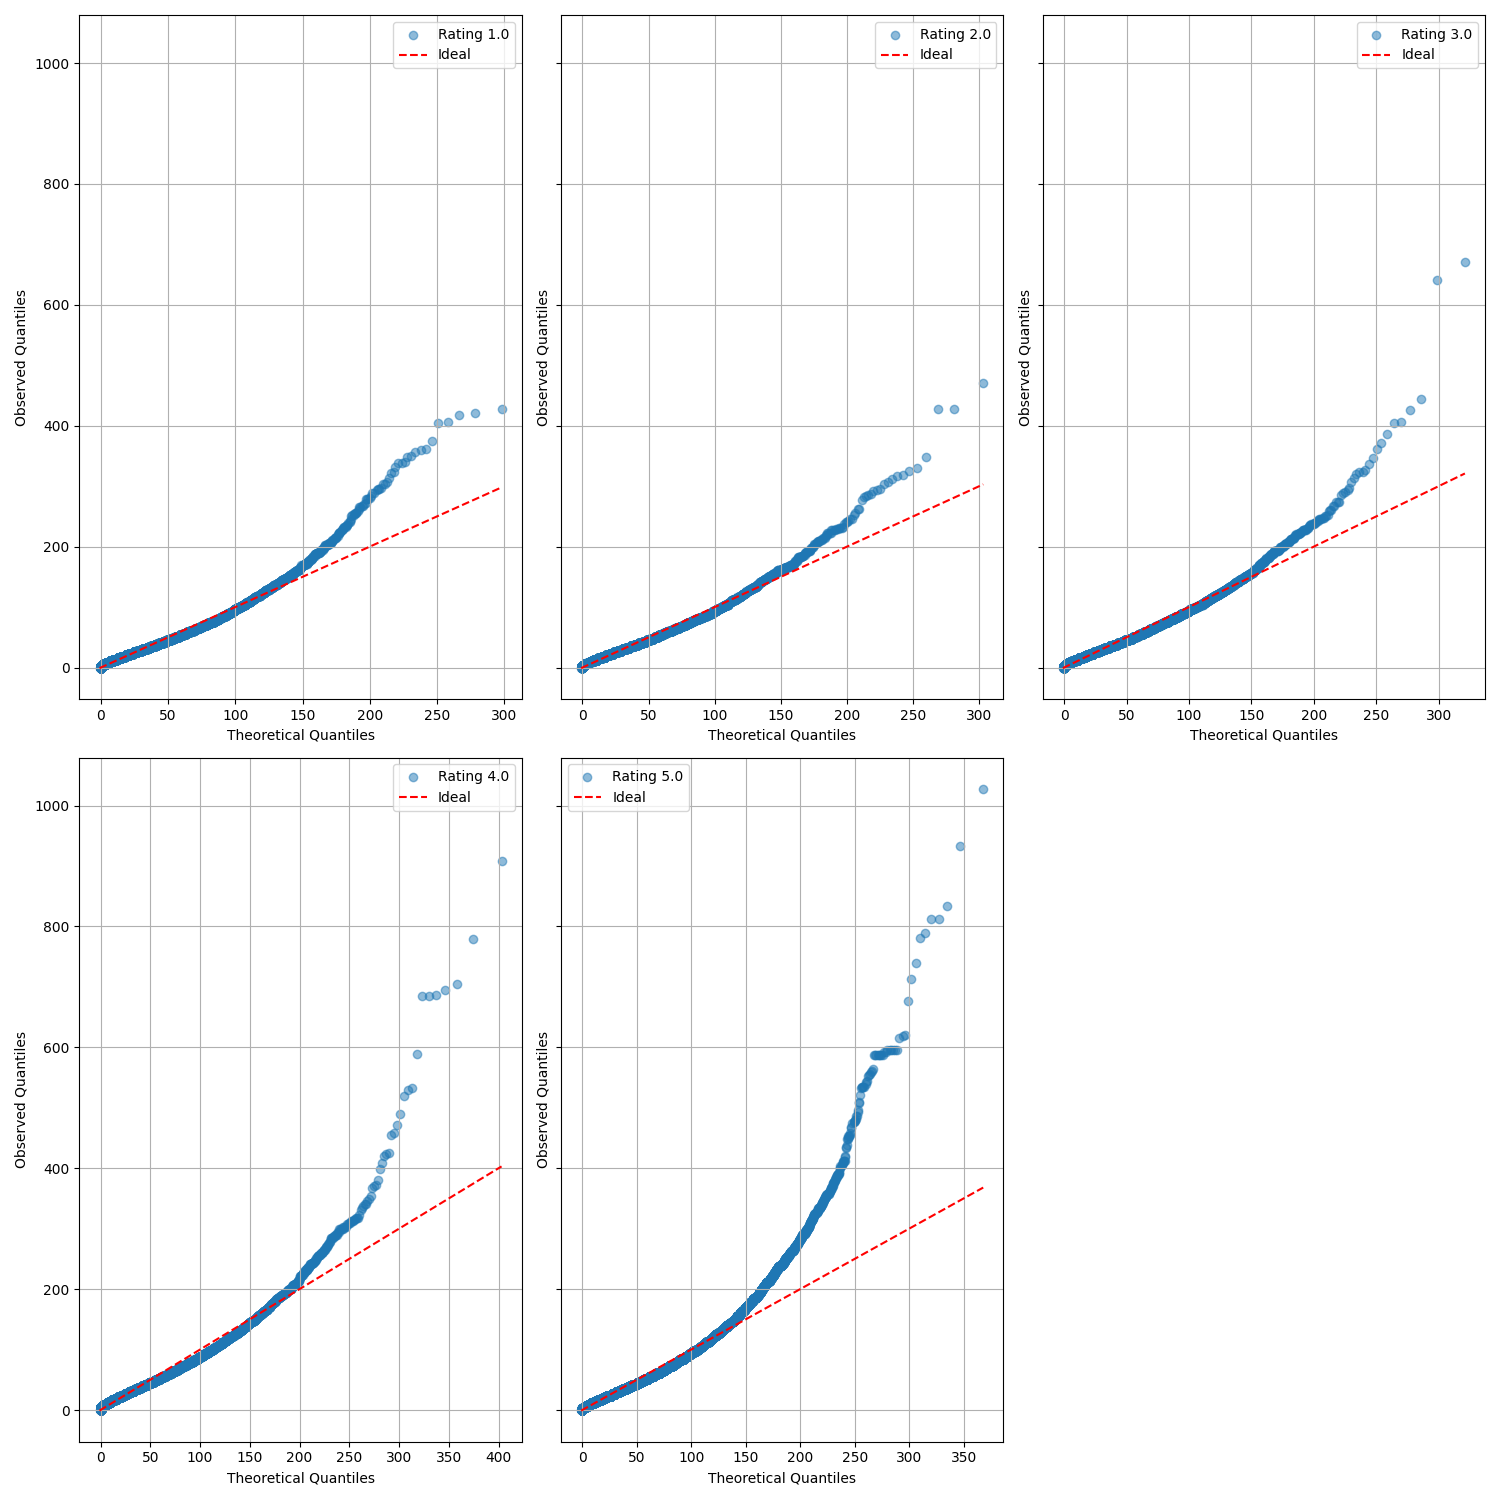 Rating 1.0
Ideal
Rating 2.0
Ideal
Rating 3.0
Ideal
1000
800
600
400
200
0
Observed Quantiles
Observed Quantiles
Observed Quantiles
0 50 100 150 200 250 300
0 50 100 150 200 250 300
0 50 100 150 200 250 300
Theoretical Quantiles
Theoretical Quantiles
Theoretical Quantiles
Rating 4.0
Ideal
Rating 5.0
Ideal
1000
800
600
400
200
0
Observed Quantiles
Observed Quantiles
0 50 100 150 200 250 300 350 400
0 50 100 150 200 250 300 350
Theoretical Quantiles
Theoretical Quantiles